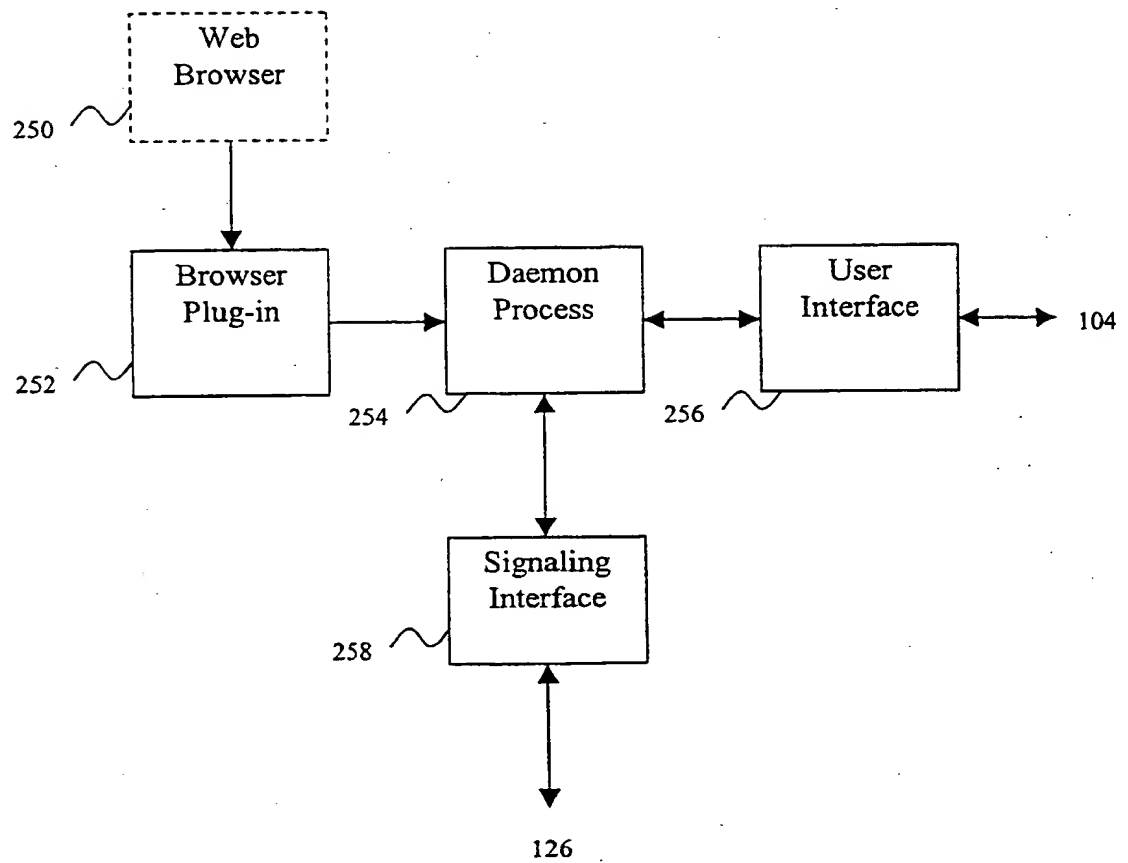 Web
Browser
250
Browser
Plug-in
252
Daemon
Process
254
User
Interface
256
104
Signaling
Interface
258
126